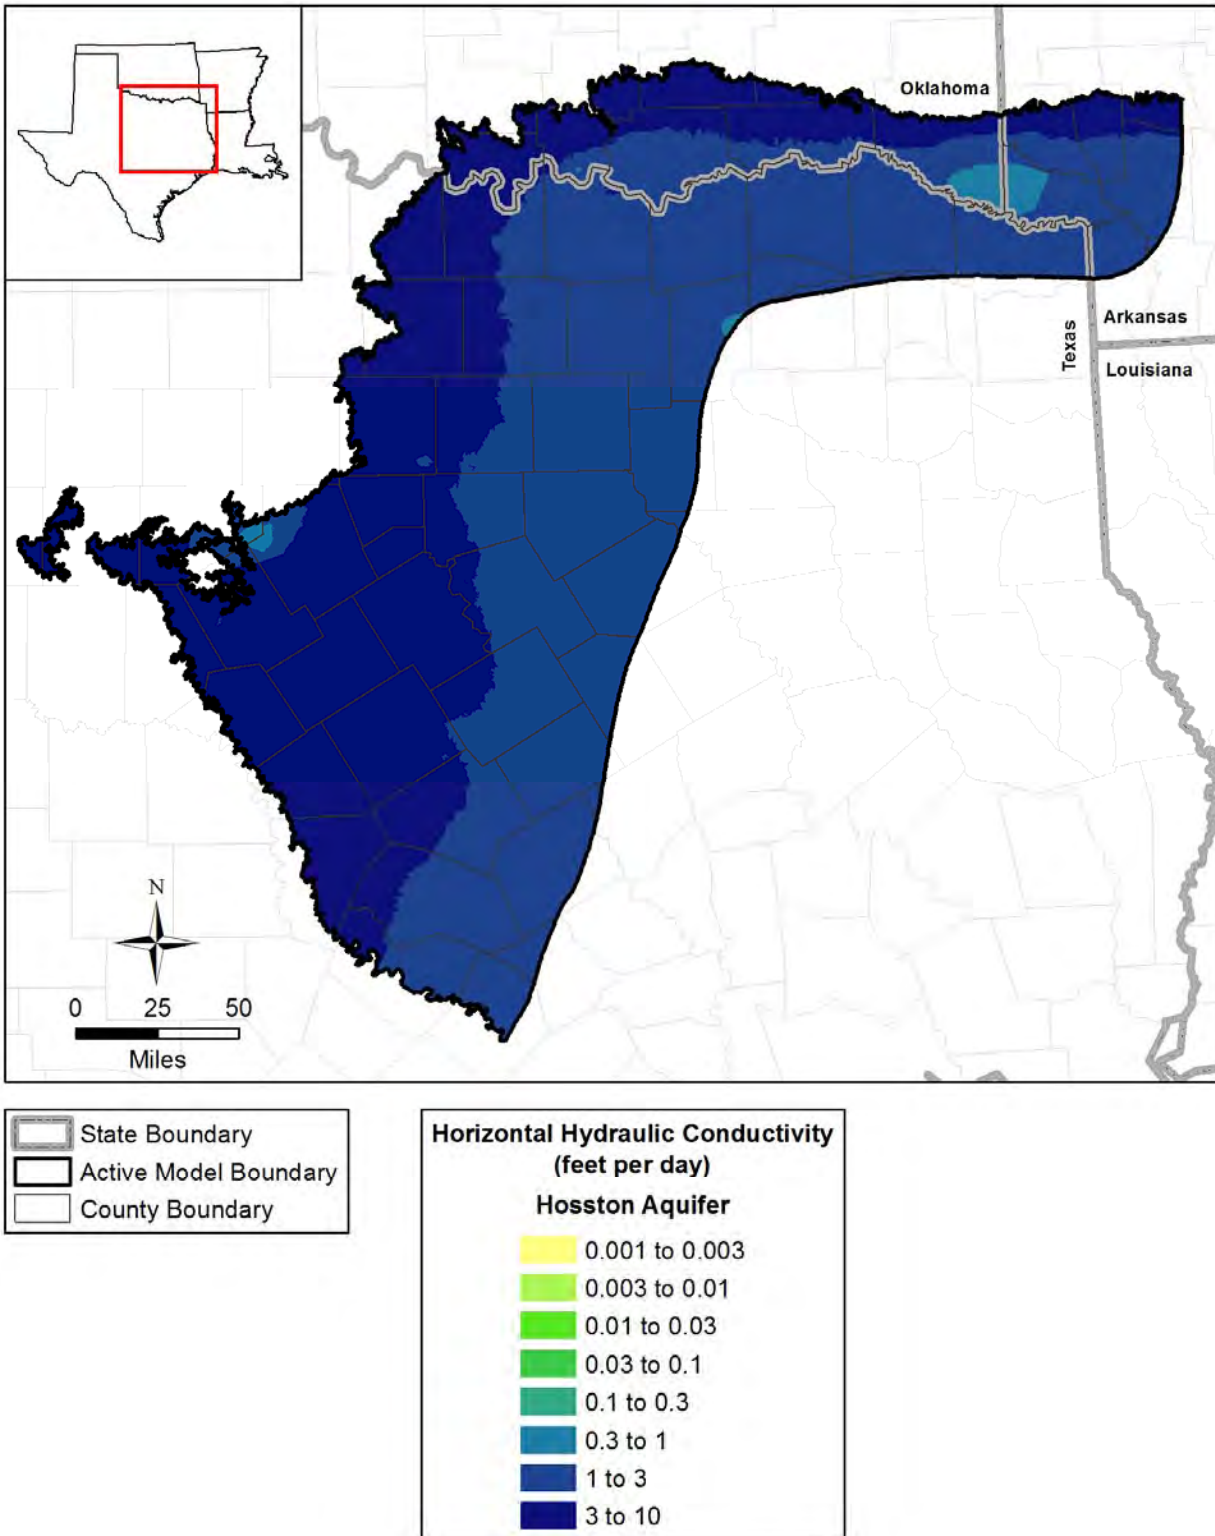 Oklahoma
Arkansas
Texas
Louisiana
N
0 25 50
Miles
State Boundary
Active Model Boundary
County Boundary
Horizontal Hydraulic Conductivity
(feet per day)
Hosston Aquifer
0.001 to 0.003
0.003 to 0.01
0.01 to 0.03
0.03 to 0.1
0.1 to 0.3
0.3 to 1
1 to 3
3 to 10